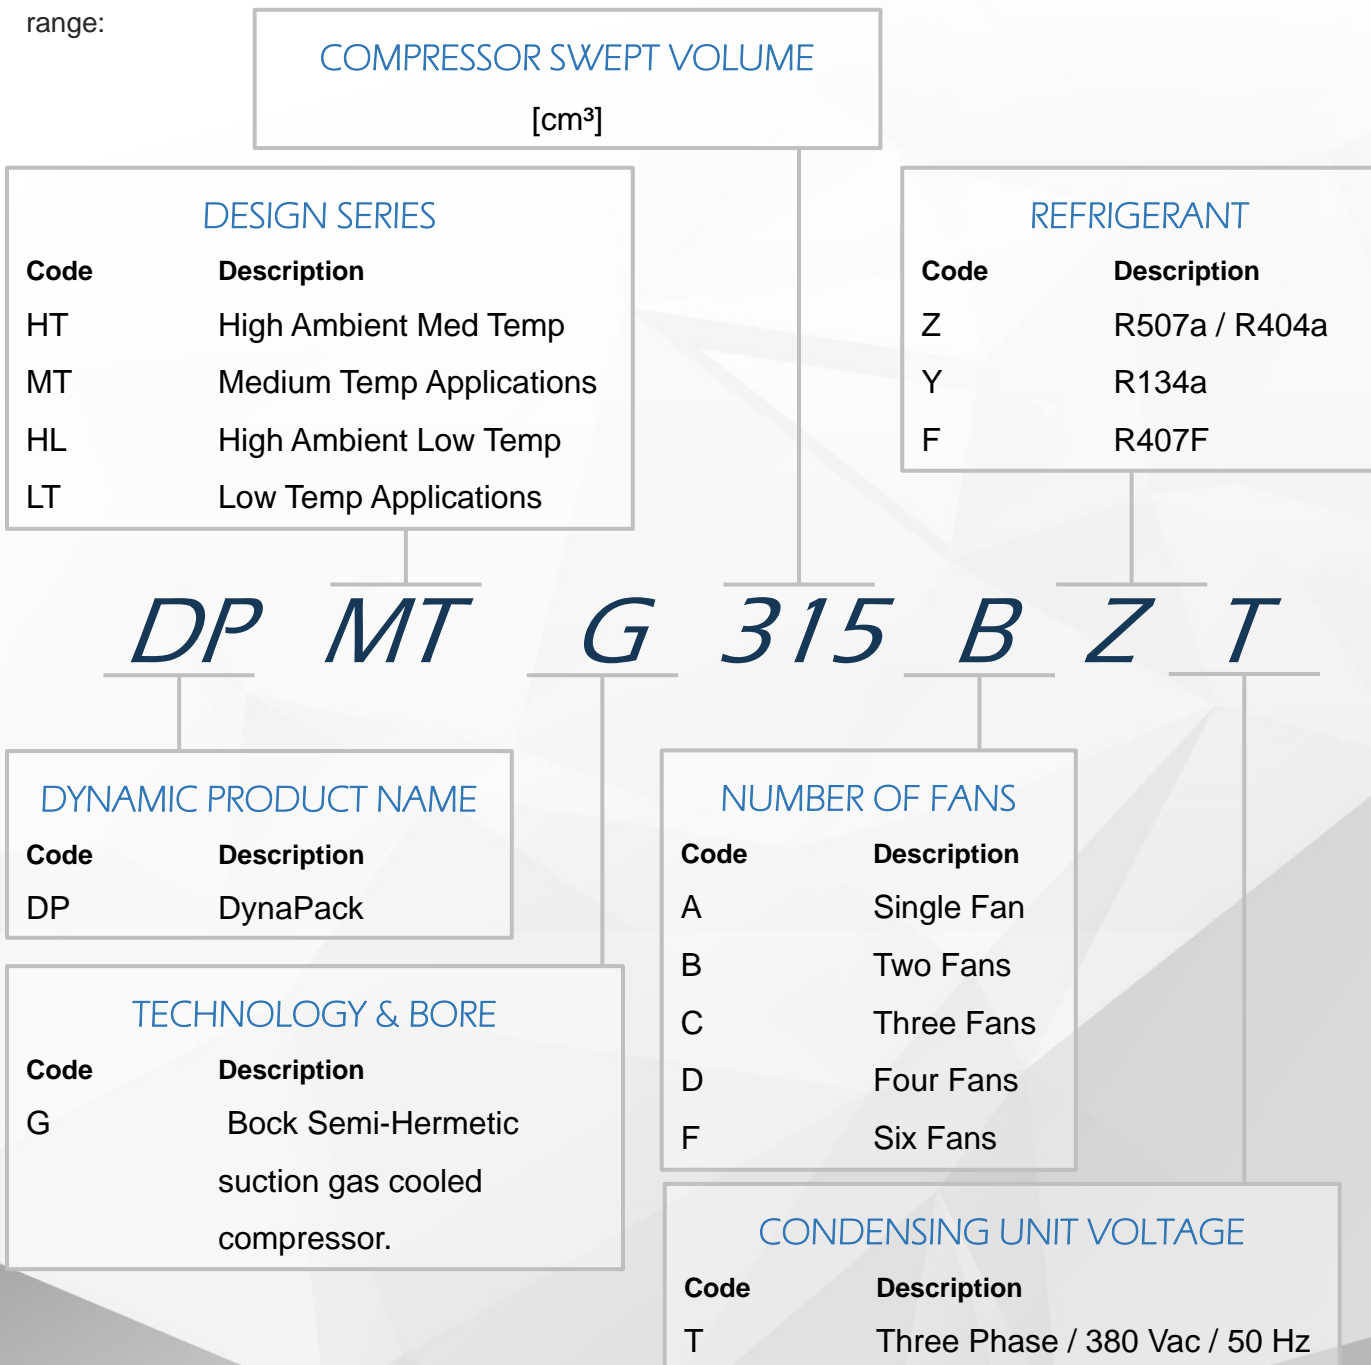 range:
COMPRESSOR SWEPT VOLUME
[cm³]
DESIGN SERIES
Code Description
HT High Ambient Med Temp
MT Medium Temp Applications
HL High Ambient Low Temp
LT Low Temp Applications
REFRIGERANT
Code Description
Z R507a / R404a
Y R134a
F R407F
DP MT G 315 B Z T
DYNAMIC PRODUCT NAME
Code Description
DP DynaPack
TECHNOLOGY & BORE
Code Description
G Bock Semi-Hermetic
suction gas cooled
compressor.
NUMBER OF FANS
Code Description
A Single Fan
B Two Fans
C Three Fans
D Four Fans
F Six Fans
CONDENSING UNIT VOLTAGE
Code Description
T Three Phase / 380 Vac / 50 Hz